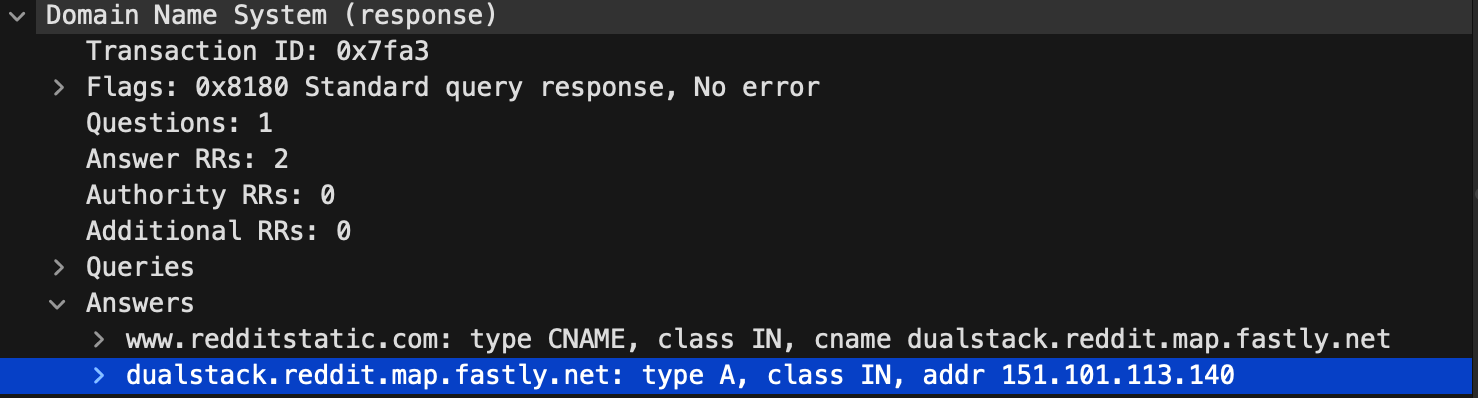 Domain Name System (response)
Transaction ID: 0x7fa3
Flags: 0x8180 Standard query response, No error
Questions: 1
Answer RRs: 2
Authority RRs: 0
Additional RRs: 0
Queries
Answers
www.redditstatic.com: type CNAME, class IN, cname dualstack.reddit.map.fastly.net
dualstack.reddit.map.fastly.net: type A, class IN, addr 151.101.113.140